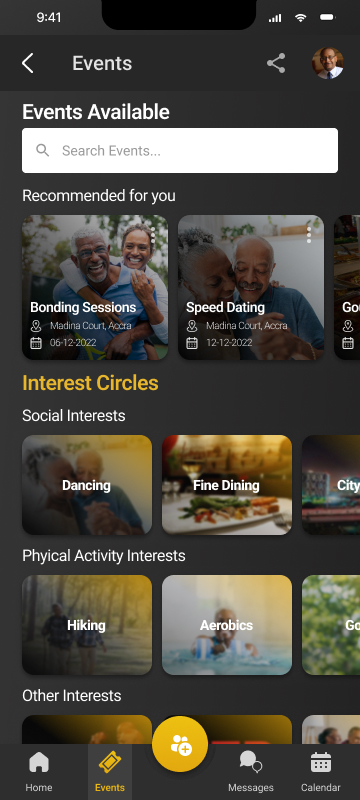 9:41
Events
Events Available
Search Events...
Recommended for you
Bonding Sessions
Madina Court, Accra
06-12-2022
Speed Dating
Madina Court, Accra
12-12-2022
Gou
Interest Circles
Social Interests
Dancing
Fine Dining
City
Phyical Activity Interests
Hiking
Aerobics
Go
Other Interests
Home
Events
Messages
Calendar